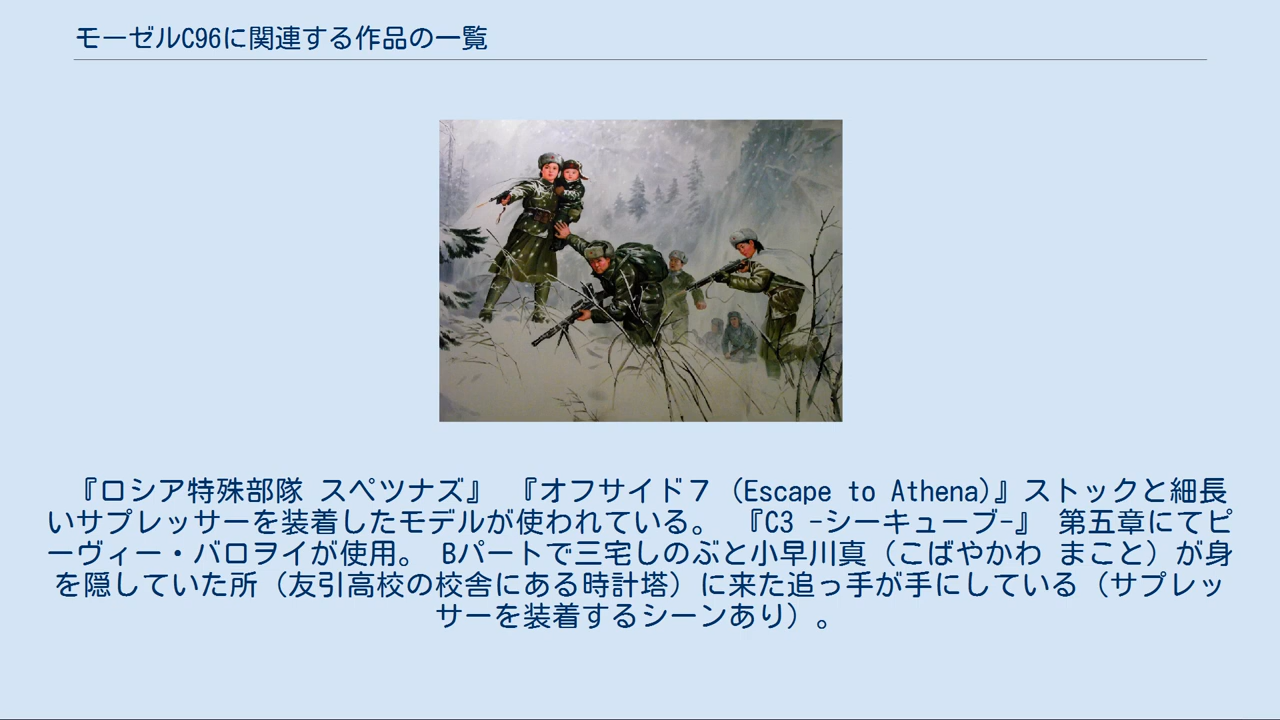 モーゼルC96に関連する作品の一覧
『ロシア特殊部隊 スペツナズ』 『オフサイド７（Escape to Athena)』ストックと細長
いサプレッサーを装着したモデルが使われている。 『C3 -シーキューブ-』 第五章にてピ
ーヴィー・バロヲイが使用。 Bパートで三宅しのぶと小早川真（こばやかわ まこと）が身
を隠していた所（友引高校の校舎にある時計塔）に来た追っ手が手にしている（サプレッ
サーを装着するシーンあり）。